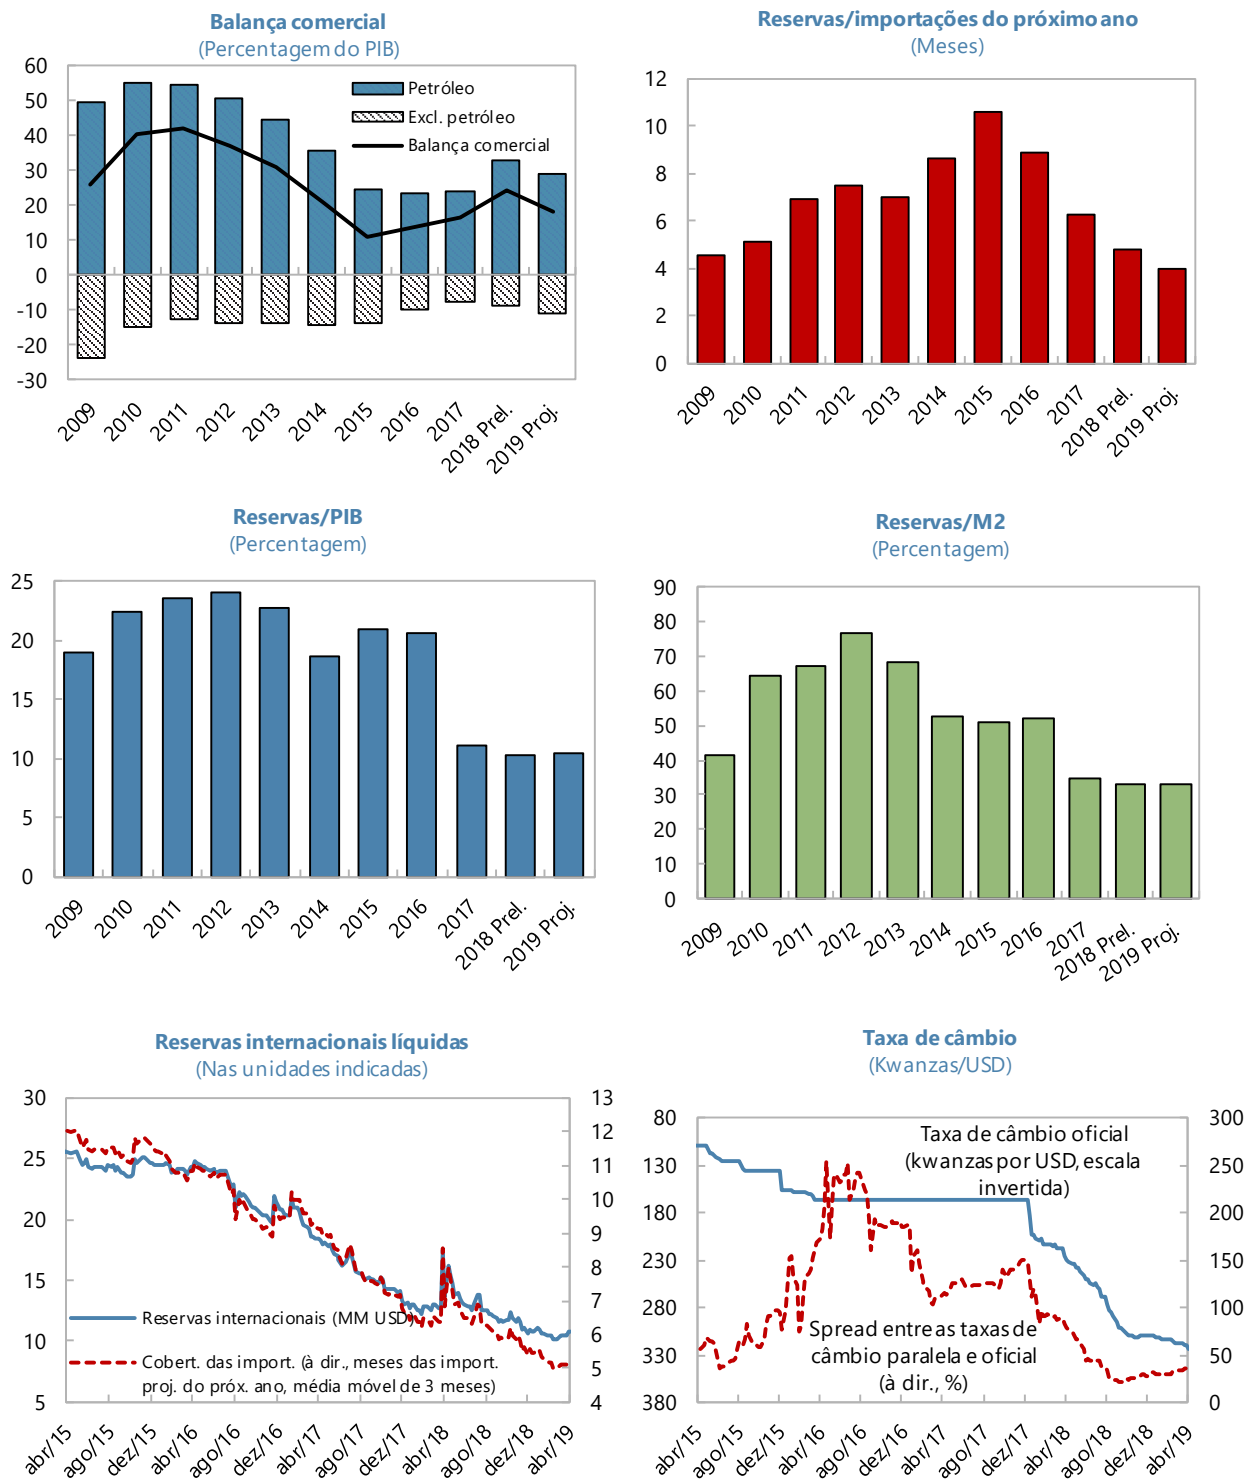 Balança comercial
(Percentagem do PIB)
60
50
40
30
20
10
0
-10
-20
-30
Petróleo
Excl. petróleo
Balança comercial
2009
2010
2011
2012
2013
2014
2015
2016
2017
2018 Prel.
2019 Proj.
Reservas/importações do próximo ano
(Meses)
12
10
8
6
4
2
0
2009
2010
2011
2012
2013
2014
2015
2016
2017
2018 Prel.
2019 Proj.
Reservas/PIB
(Percentagem)
25
20
15
10
5
0
2009
2010
2011
2012
2013
2014
2015
2016
2017
2018 Prel.
2019 Proj.
Reservas/M2
(Percentagem)
90
80
70
60
50
40
30
20
10
0
2009
2010
2011
2012
2013
2014
2015
2016
2017
2018 Prel.
2019 Proj.
Reservas internacionais líquidas
(Nas unidades indicadas)
30
25
20
15
10
5
13
12
11
10
9
8
7
6
5
4
Reservas internacionais (MM USD)
Cobert. das import. (à dir., meses das import.
proj. do próx. ano, média móvel de 3 meses)
abr/15
ago/15
dez/15
abr/16
ago/16
dez/16
abr/17
ago/17
dez/17
abr/18
ago/18
dez/18
abr/19
Taxa de câmbio
(Kwanzas/USD)
80
130
180
230
280
330
380
300
250
200
150
100
50
0
Taxa de câmbio oficial
(kwanzas por USD, escala
invertida)
Spread entre as taxas de
câmbio paralela e oficial
(à dir., %)
abr/15
ago/15
dez/15
abr/16
ago/16
dez/16
abr/17
ago/17
dez/17
abr/18
ago/18
dez/18
abr/19